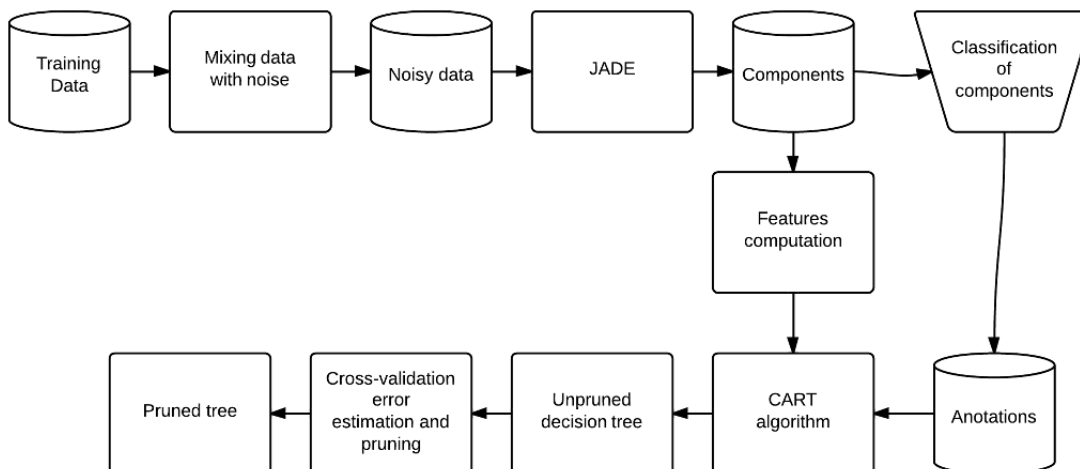 Training
Data
Mixing data
with noise
Noisy data
JADE
Components
Classification
of
components
Features
computation
Pruned tree
Cross-validation
error
estimation and
pruning
Unpruned
decision tree
CART
algorithm
Anotations